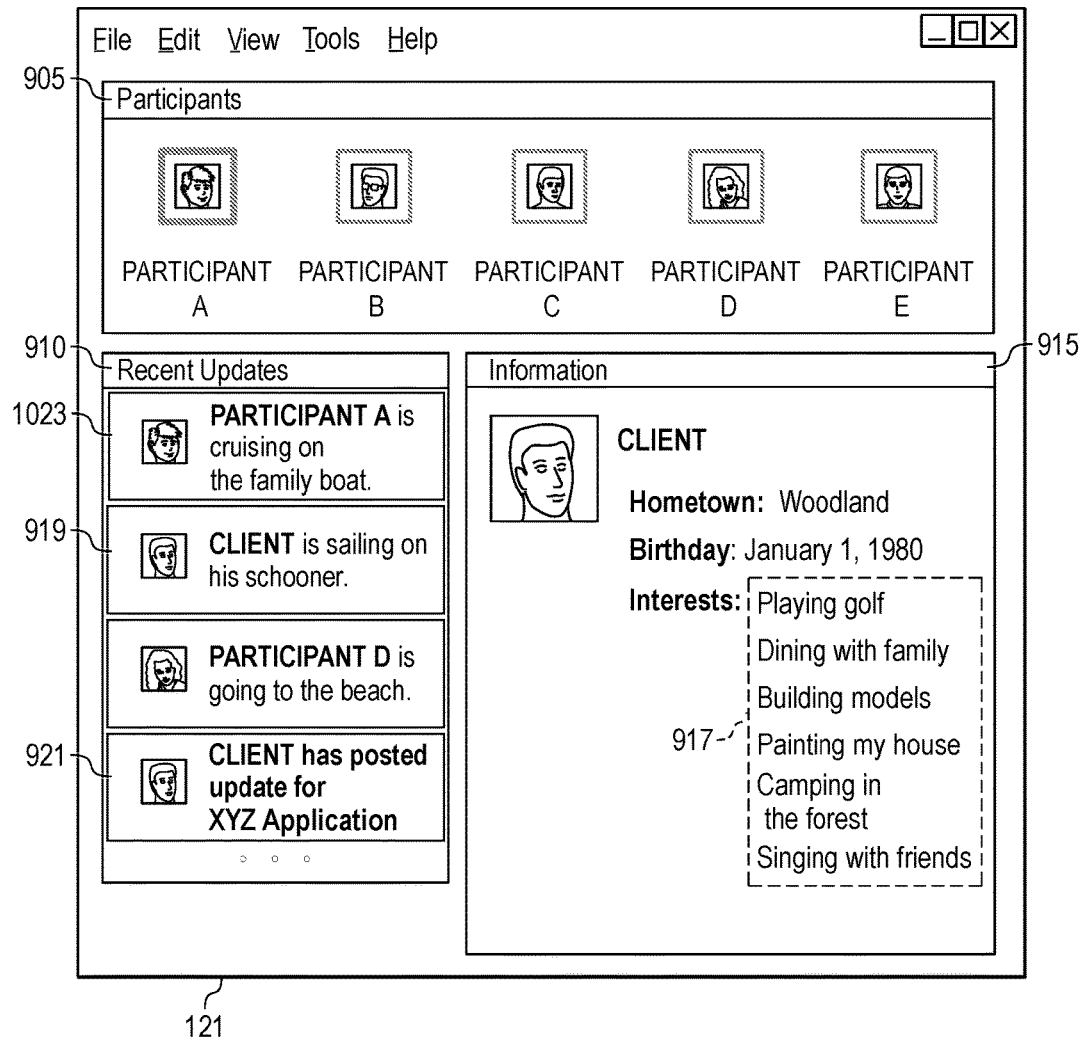 File Edit View Tools Help
905
Participants
PARTICIPANT A
PARTICIPANT B
PARTICIPANT C
PARTICIPANT D
PARTICIPANT E
910
Recent Updates
1023
PARTICIPANT A is
cruising on
the family boat.
919
CLIENT is sailing on
his schooner.
PARTICIPANT D is
going to the beach.
921
CLIENT has posted
update for
XYZ Application
915
Information
CLIENT
Hometown: Woodland
Birthday: January 1, 1980
Interests: Playing golf
Dining with family
Building models
917
Painting my house
Camping in
the forest
Singing with friends
121